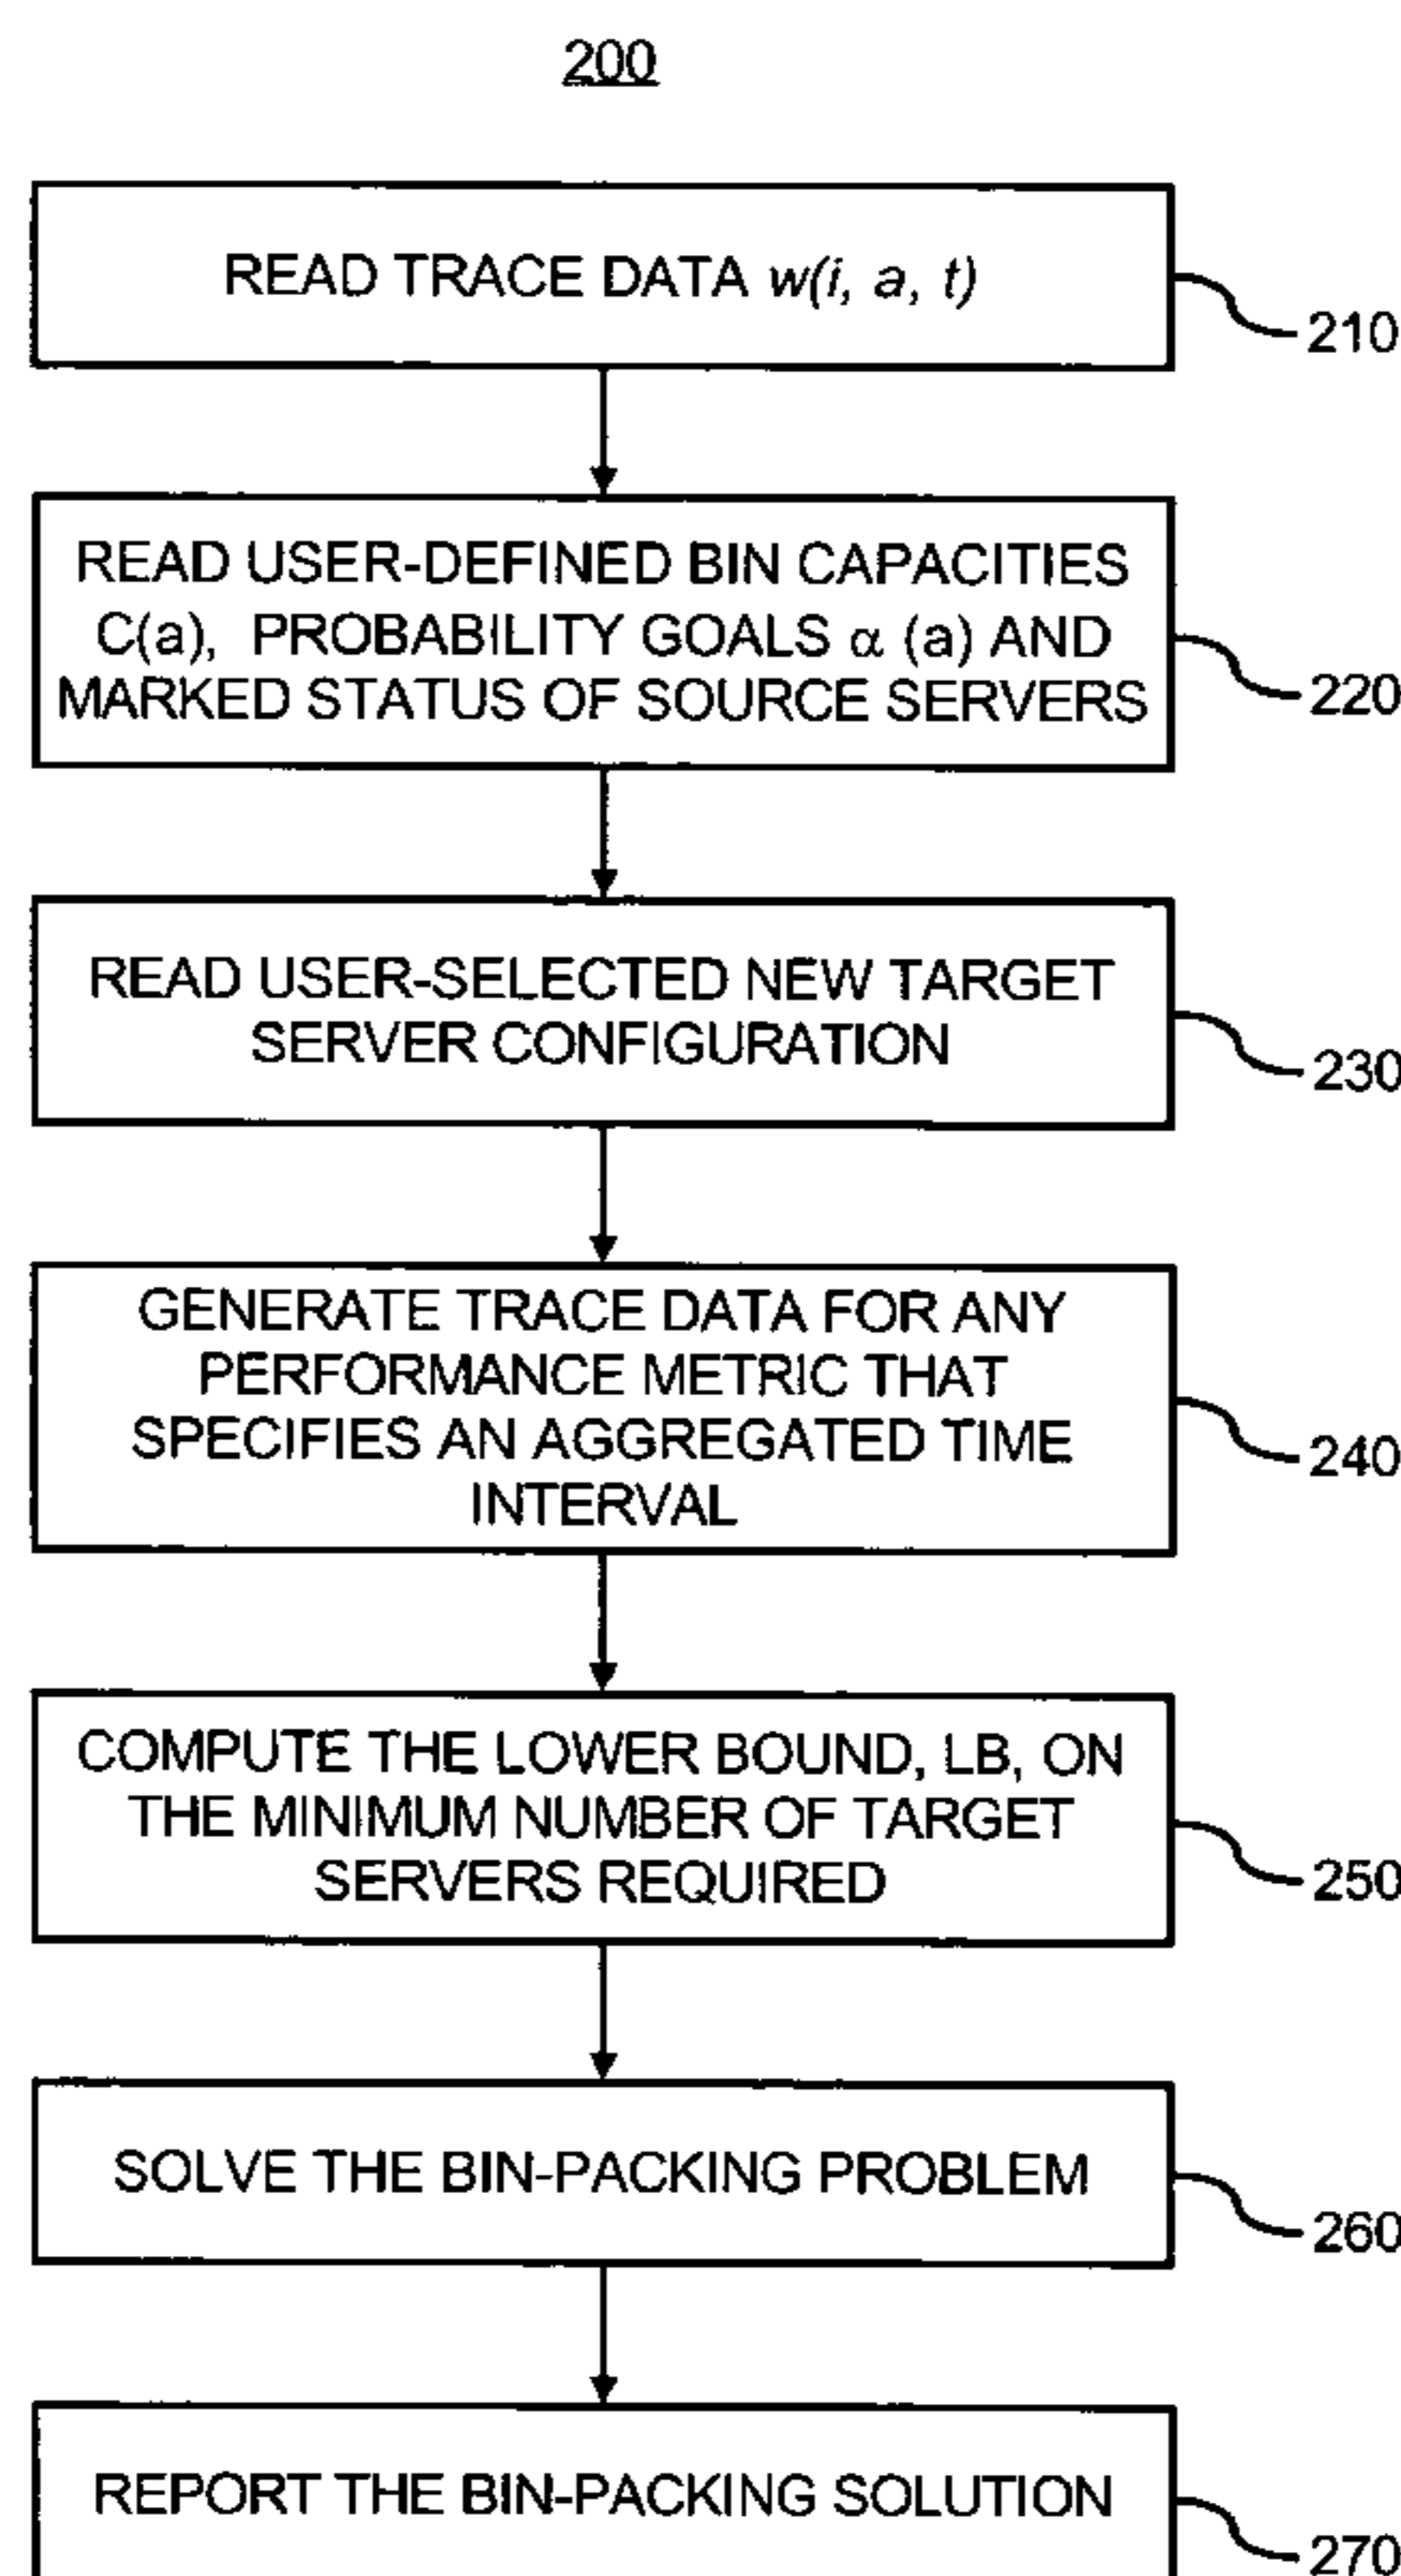 200
READ TRACE DATA w(i, a, t)
210
READ USER-DEFINED BIN CAPACITIES
C(a), PROBABILITY GOALS α (a) AND
MARKED STATUS OF SOURCE SERVERS
220
READ USER-SELECTED NEW TARGET
SERVER CONFIGURATION
230
GENERATE TRACE DATA FOR ANY
PERFORMANCE METRIC THAT
SPECIFIES AN AGGREGATED TIME
INTERVAL
240
COMPUTE THE LOWER BOUND, LB, ON
THE MINIMUM NUMBER OF TARGET
SERVERS REQUIRED
250
SOLVE THE BIN-PACKING PROBLEM
260
REPORT THE BIN-PACKING SOLUTION
270